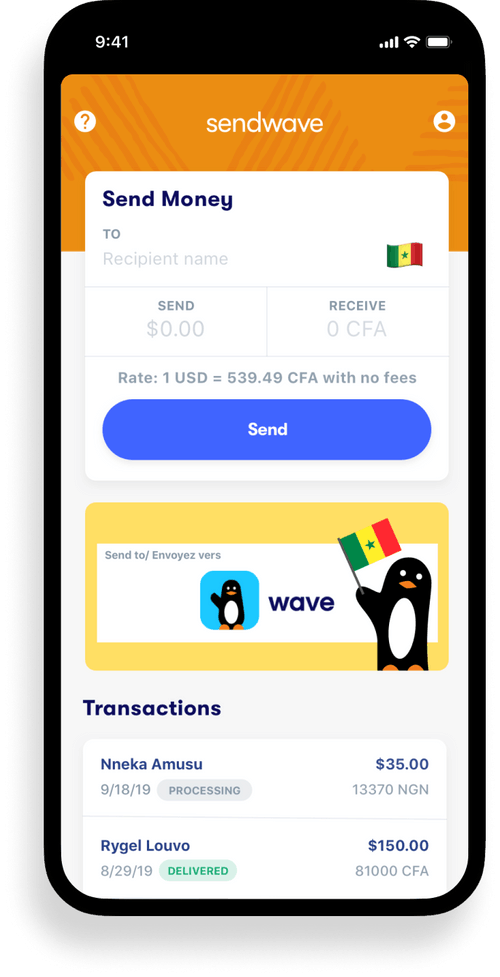 9:41
sendwave
Send Money
TO
Recipient name
SEND
RECEIVE
$0.00
0 CFA
Rate: 1 USD = 539.49 CFA with no fees
Send
Send to/ Envoyez vers
wave
Transactions
Nneka Amusu
$35.00
9/18/19
PROCESSING
13370 NGN
Rygel Louvo
$150.00
8/29/19
DELIVERED
81000 CFA